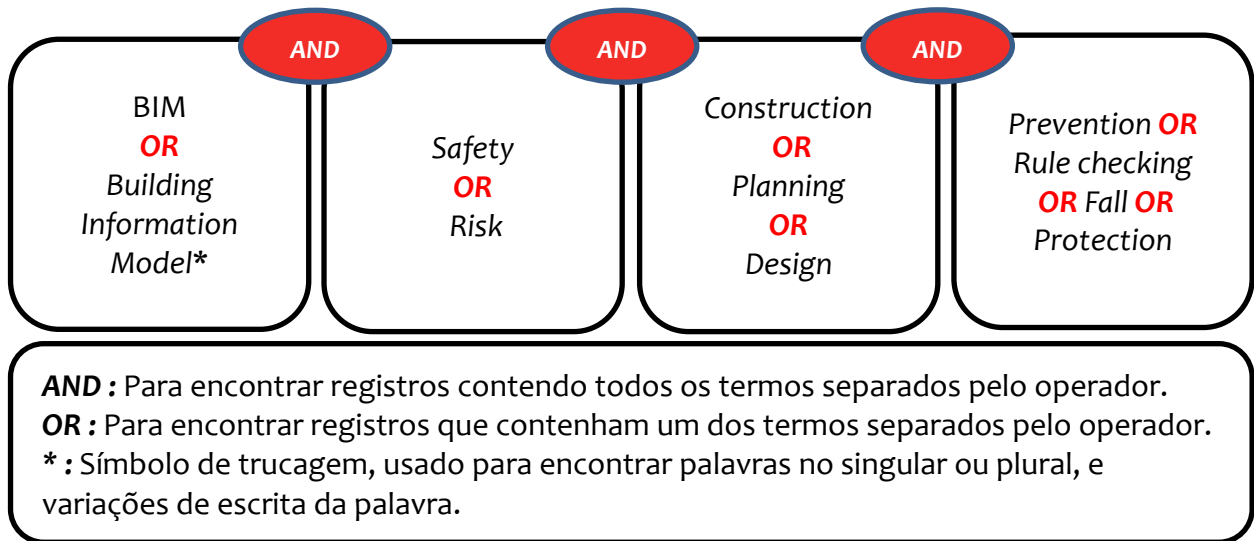 AND
AND
AND
BIM
OR
Building
Information
Model*
Safety
OR
Risk
Construction
OR
Planning
OR
Design
Prevention OR
Rule checking
OR Fall OR
Protection
AND : Para encontrar registros contendo todos os termos separados pelo operador.
OR : Para encontrar registros que contenham um dos termos separados pelo operador.
* : Símbolo de trucagem, usado para encontrar palavras no singular ou plural, e
variações de escrita da palavra.